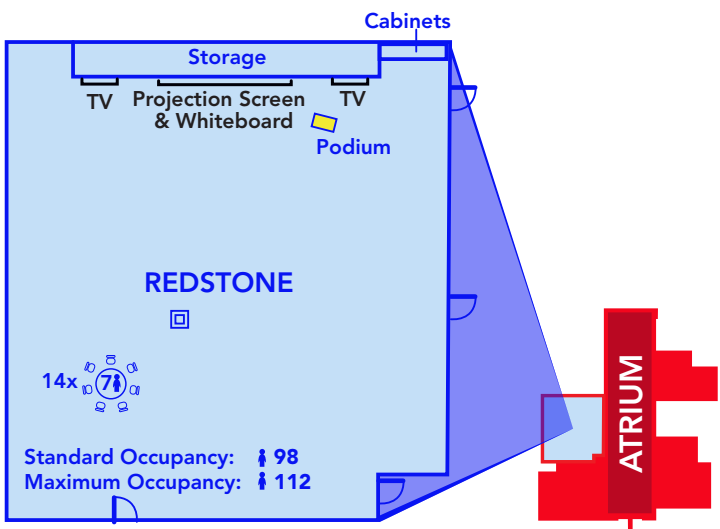 Cabinets
Storage
TV
Projection Screen
& Whiteboard
TV
Podium
REDSTONE
14x
7
Standard Occupancy: 98
Maximum Occupancy: 112
ATRIUM